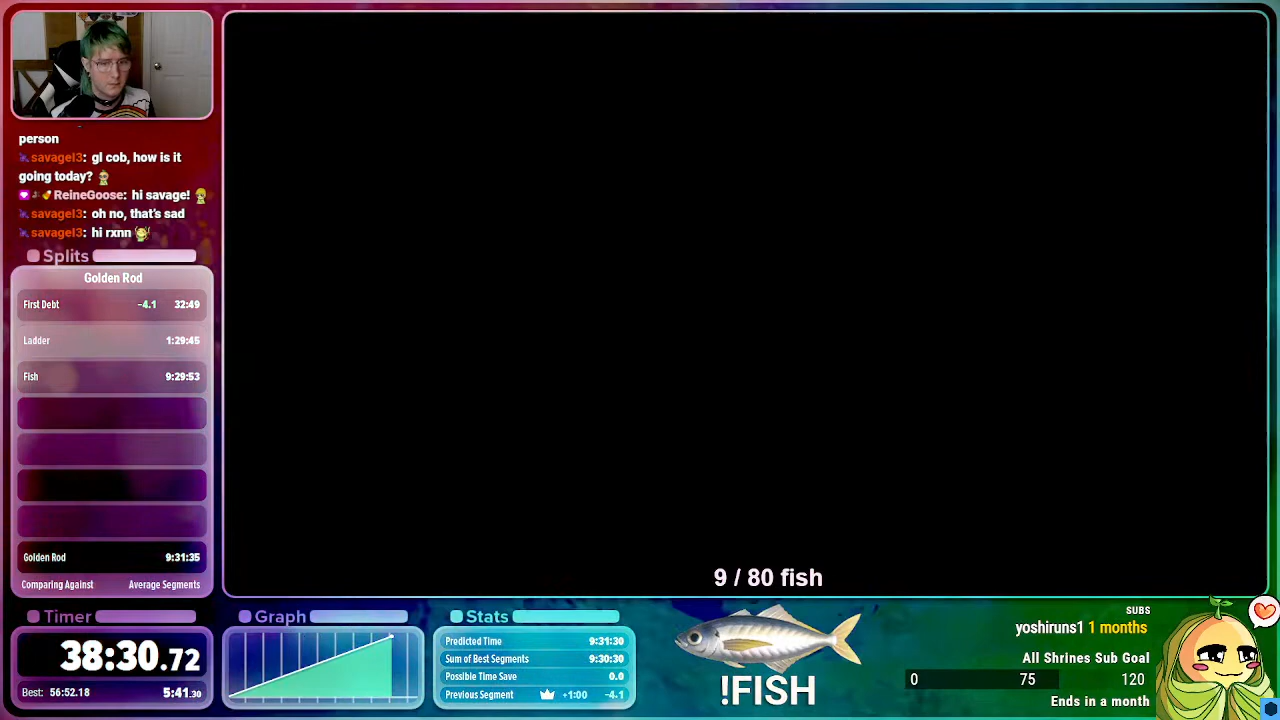 person
savagel3: gl cob, how is it
going today?
ReineGoose: hi savage!
savagel3: oh no, that's sad
savagel3: hi rxnn
Splits
Golden Rod
First Debt -4.1 32:49
Ladder 1:29:45
Fish 9:29:53
Golden Rod 9:31:35
Comparing Against Average Segments
Timer
38:30.72
Best: 56:52.18 5:41.30
Graph
Stats
Predicted Time 9:31:30
Sum of Best Segments 9:30:30
Possible Time Save 0.0
Previous Segment +1:00 -4.1
9 / 80 fish
!FISH
SUBS
yoshiruns1 1 months
All Shrines Sub Goal
0 75 120
Ends in a month